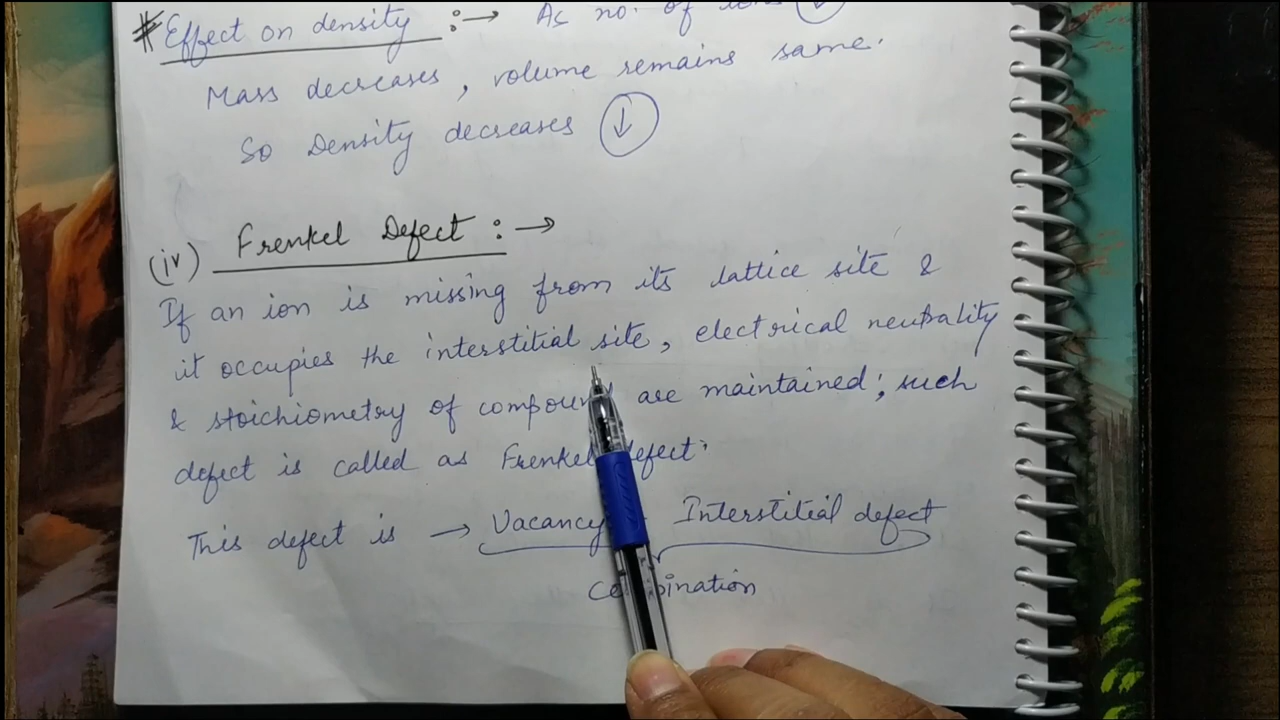 # Effect on density :→ As no. of ions ↓
Mass decreases, volume remains same.
So Density decreases ↓
(iv) Frenkel Defect :→
If an ion is missing from its lattice site &
it occupies the interstitial site, electrical neutrality
& stoichiometry of compound are maintained; such
defect is called as Frenkel defect.
This defect is → Vacancy Interstitial defect
Combination